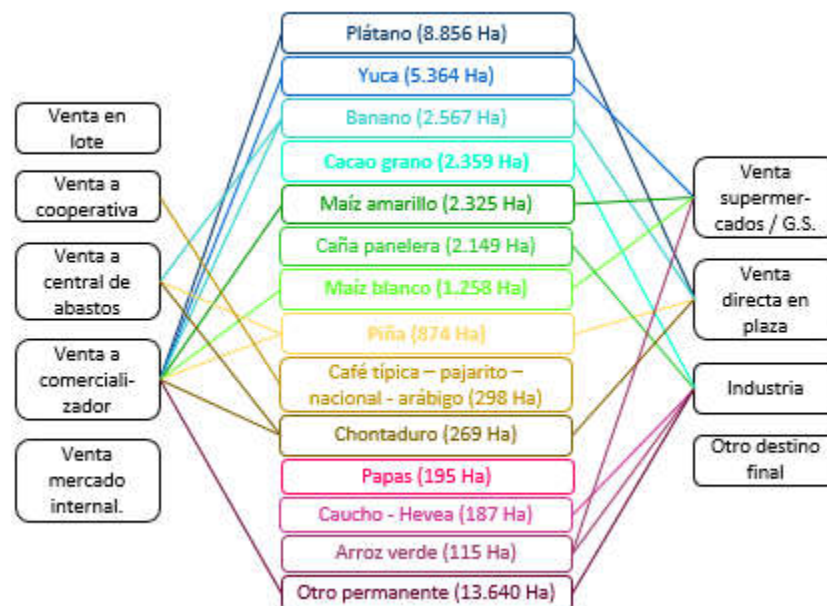 Venta en
lote
Venta a
cooperativa
Venta a
central de
abastos
Venta a
comerciali-
zador
Venta
mercado
internal.
Plátano (8.856 Ha)
Yuca (5.364 Ha)
Banano (2.567 Ha)
Cacao grano (2.359 Ha)
Maíz amarillo (2.325 Ha)
Caña panelera (2.149 Ha)
Maíz blanco (1.258 Ha)
Piña (874 Ha)
Café típica – pajarito –
nacional - arábigo (298 Ha)
Chontaduro (269 Ha)
Papas (195 Ha)
Caucho - Hevea (187 Ha)
Arroz verde (115 Ha)
Otro permanente (13.640 Ha)
Venta
supermer-
cados / G.S.
Venta
directa en
plaza
Industria
Otro destino
final